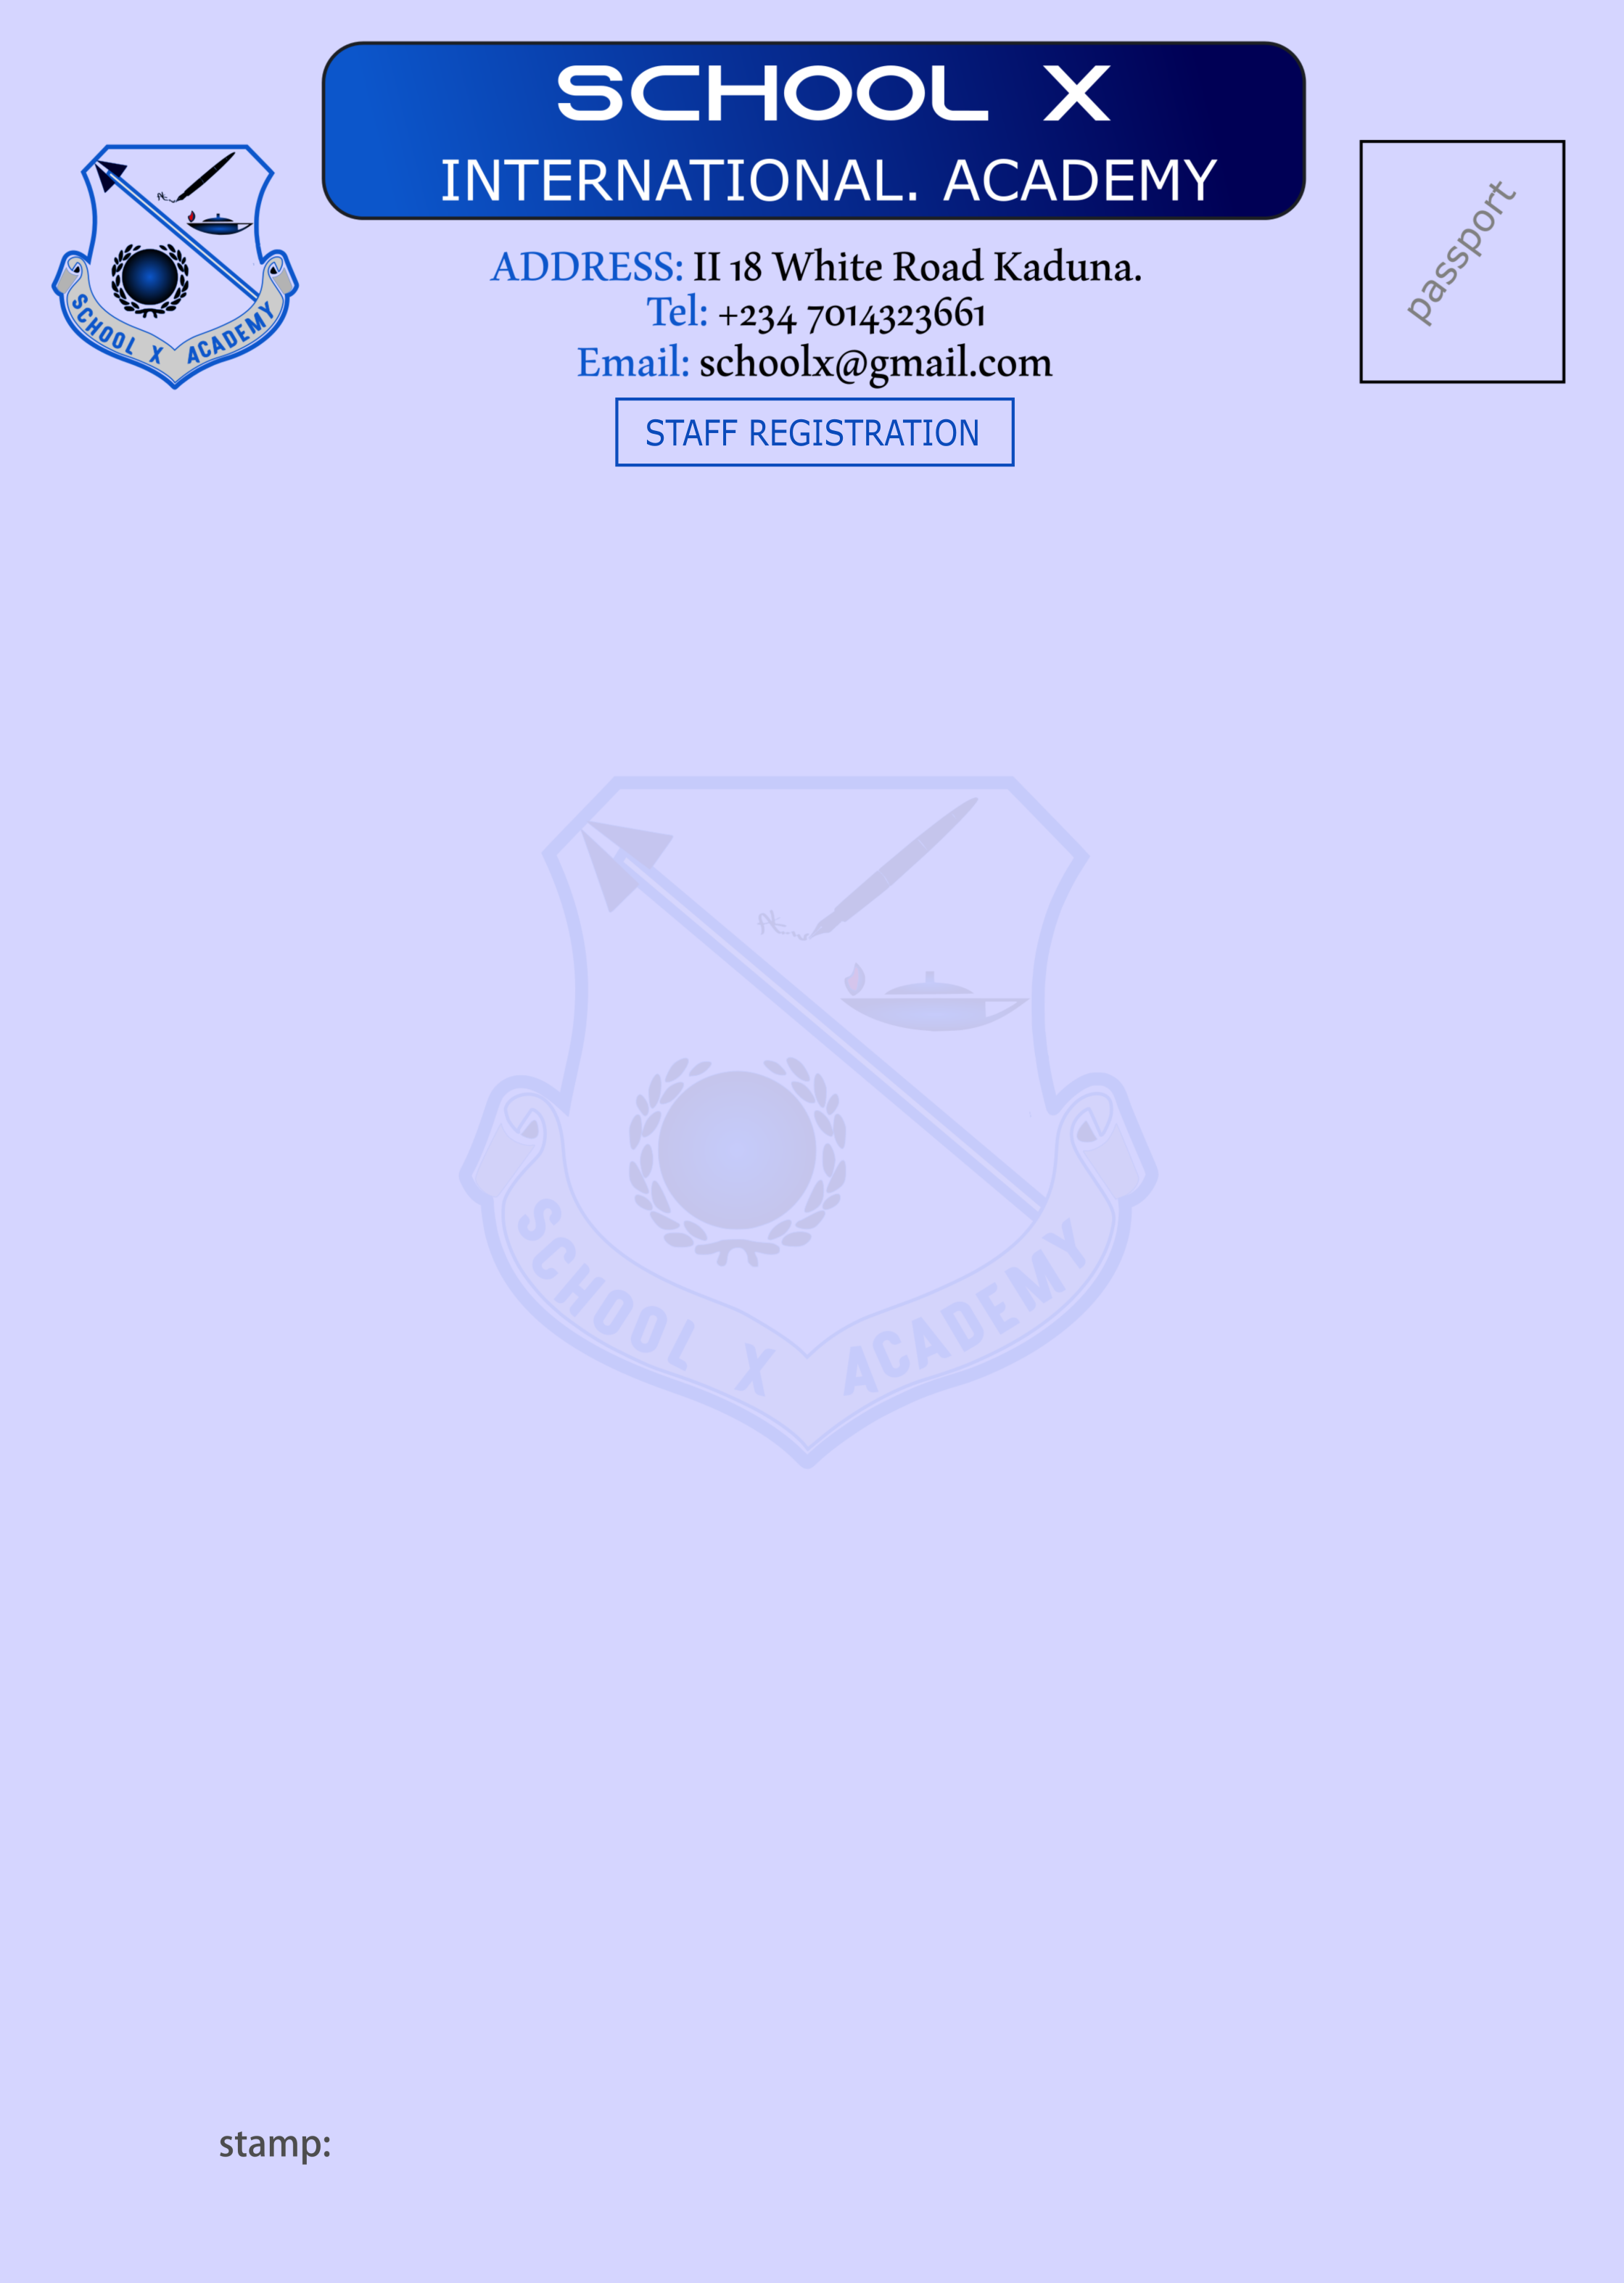 SCHOOL X
INTERNATIONAL. ACADEMY
SCHOOL X ACADEMY
passport
ADDRESS: II 18 White Road Kaduna.
Tel: +234 7014323661
Email: schoolx@gmail.com
STAFF REGISTRATION
SCHOOL X ACADEMY
stamp: